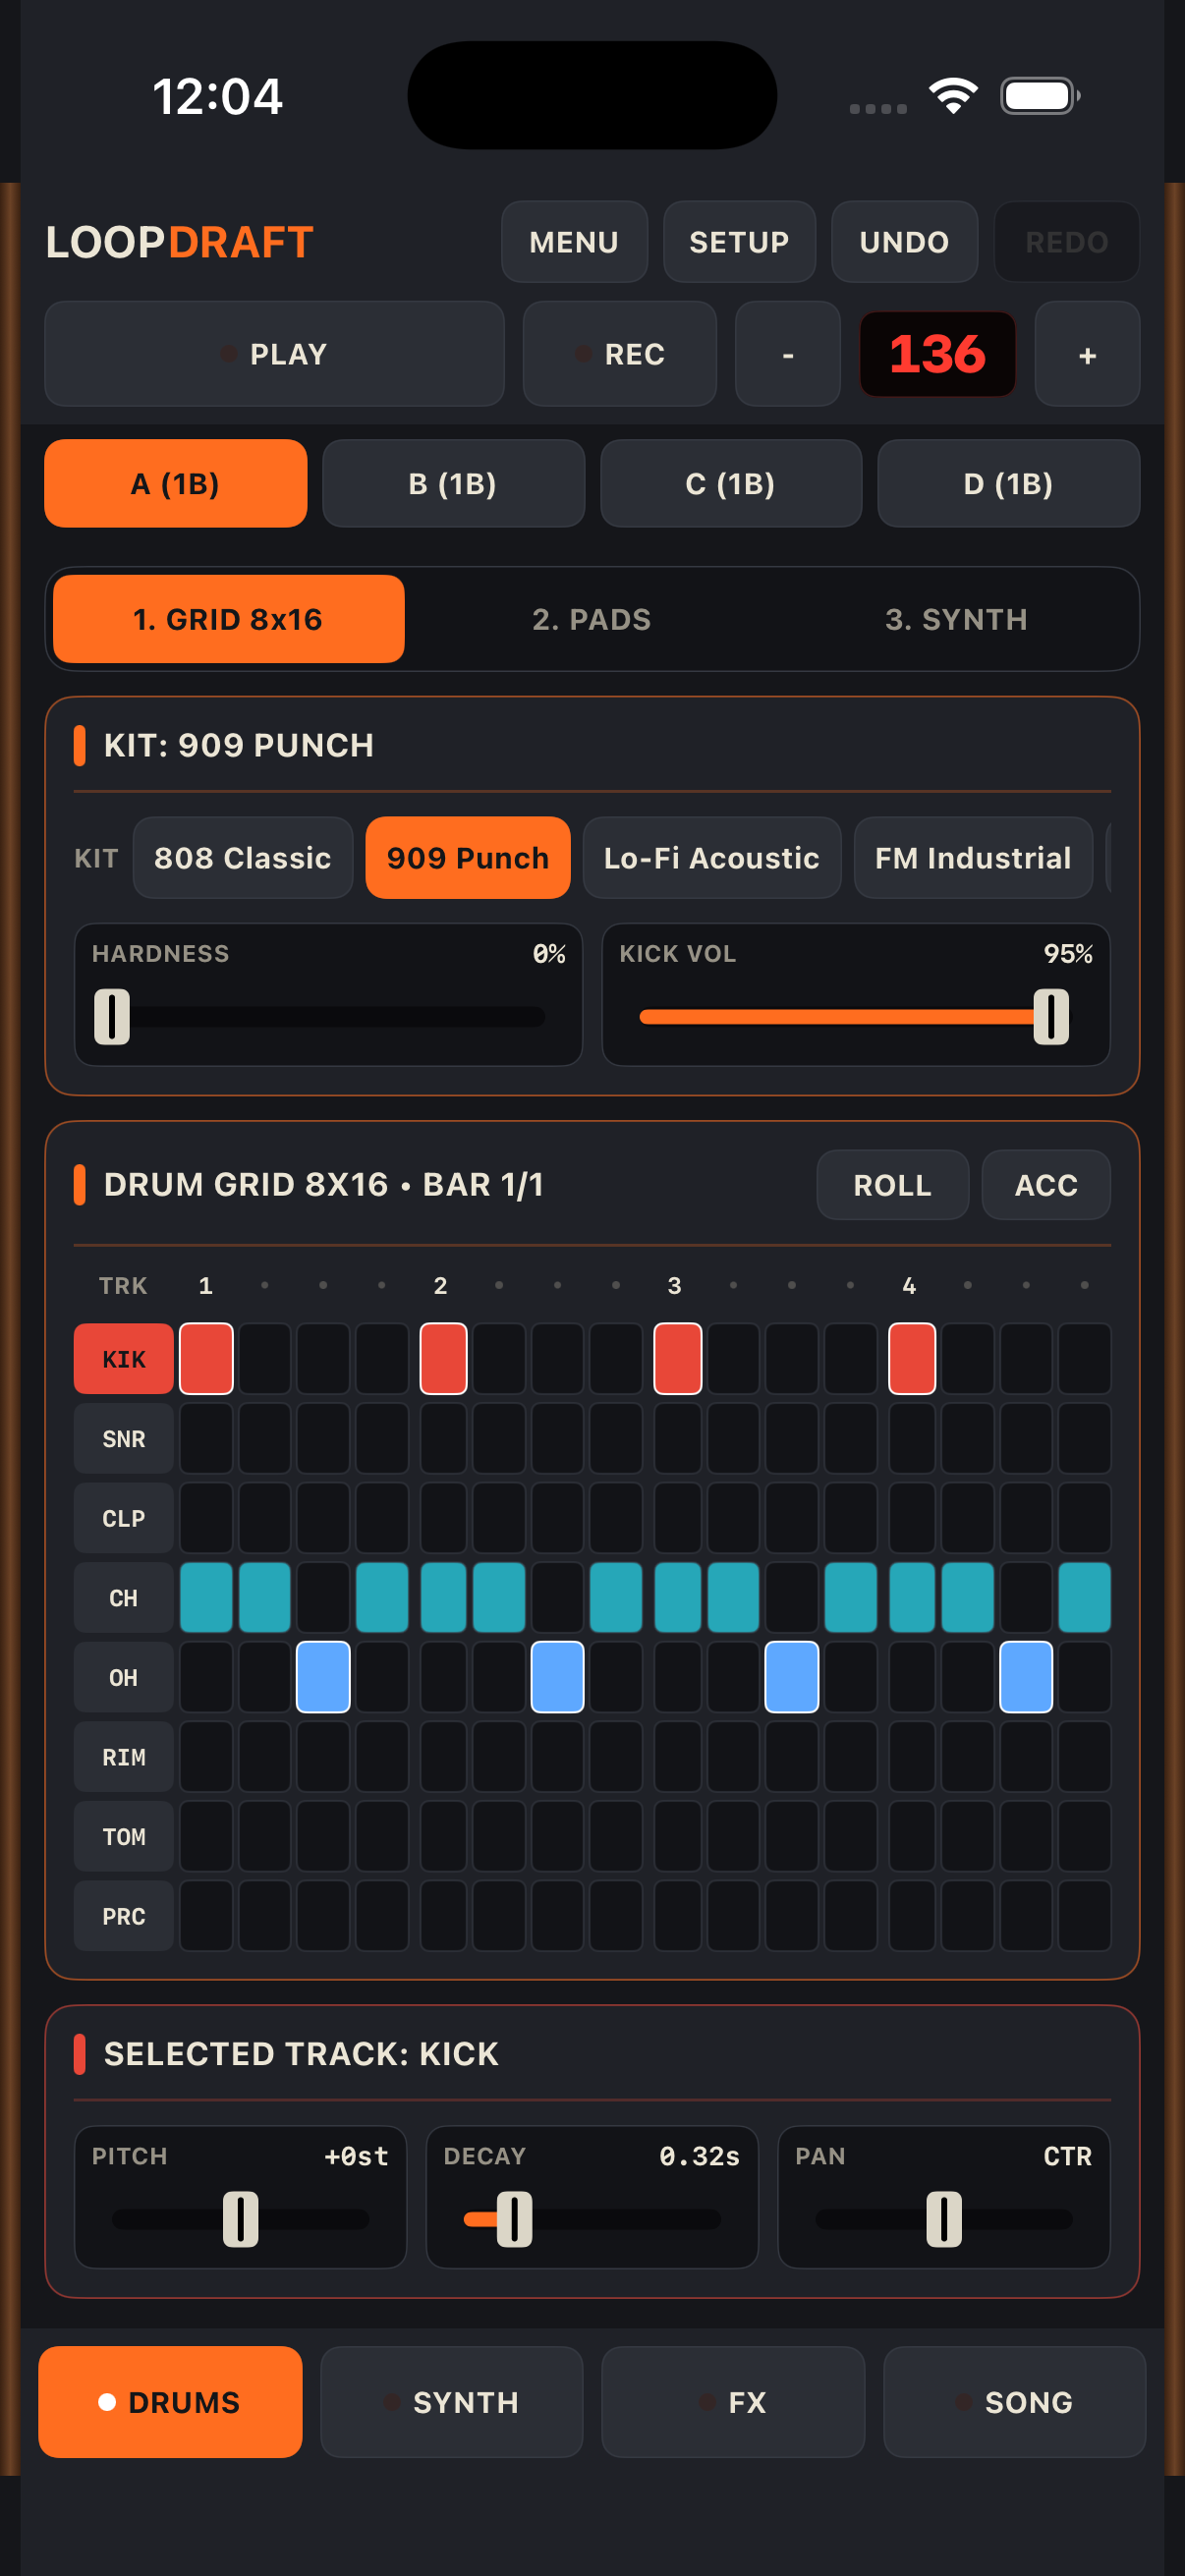 12:04
LOOPDRAFT MENU SETUP UNDO REDO
PLAY REC - 136 +
A (1B) B (1B) C (1B) D (1B)
1. GRID 8x16 2. PADS 3. SYNTH
KIT: 909 PUNCH
KIT 808 Classic 909 Punch Lo-Fi Acoustic FM Industrial
HARDNESS 0% KICK VOL 95%
DRUM GRID 8X16 • BAR 1/1 ROLL ACC
TRK 1 • • • 2 • • • 3 • • • 4 • • •
KIK
SNR
CLP
CH
OH
RIM
TOM
PRC
SELECTED TRACK: KICK
PITCH +0st DECAY 0.32s PAN CTR
DRUMS SYNTH FX SONG